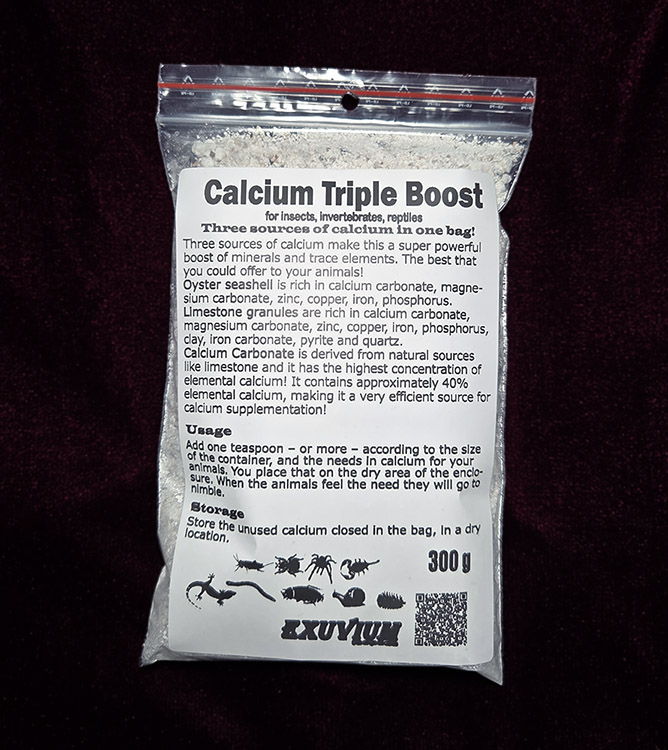 Calcium Triple Boost
for insects, invertebrates, reptiles
Three sources of calcium in one bag!
Three sources of calcium make this a super powerful
boost of minerals and trace elements. The best that
you could offer to your animals!
Oyster seashell is rich in calcium carbonate, magne-
sium carbonate, zinc, copper, iron, phosphorus.
Limestone granules are rich in calcium carbonate,
magnesium carbonate, zinc, copper, iron, phosphorus,
clay, iron carbonate, pyrite and quartz.
Calcium Carbonate is derived from natural sources
like limestone and it has the highest concentration of
elemental calcium! It contains approximately 40%
elemental calcium, making it a very efficient source for
calcium supplementation!
Usage
Add one teaspoon – or more – according to the size
of the container, and the needs in calcium for your
animals. You place that on the dry area of the enclo-
sure. When the animals feel the need they will go to
nimble.
Storage
Store the unused calcium closed in the bag, in a dry
location.
300 g
EXUVIUM